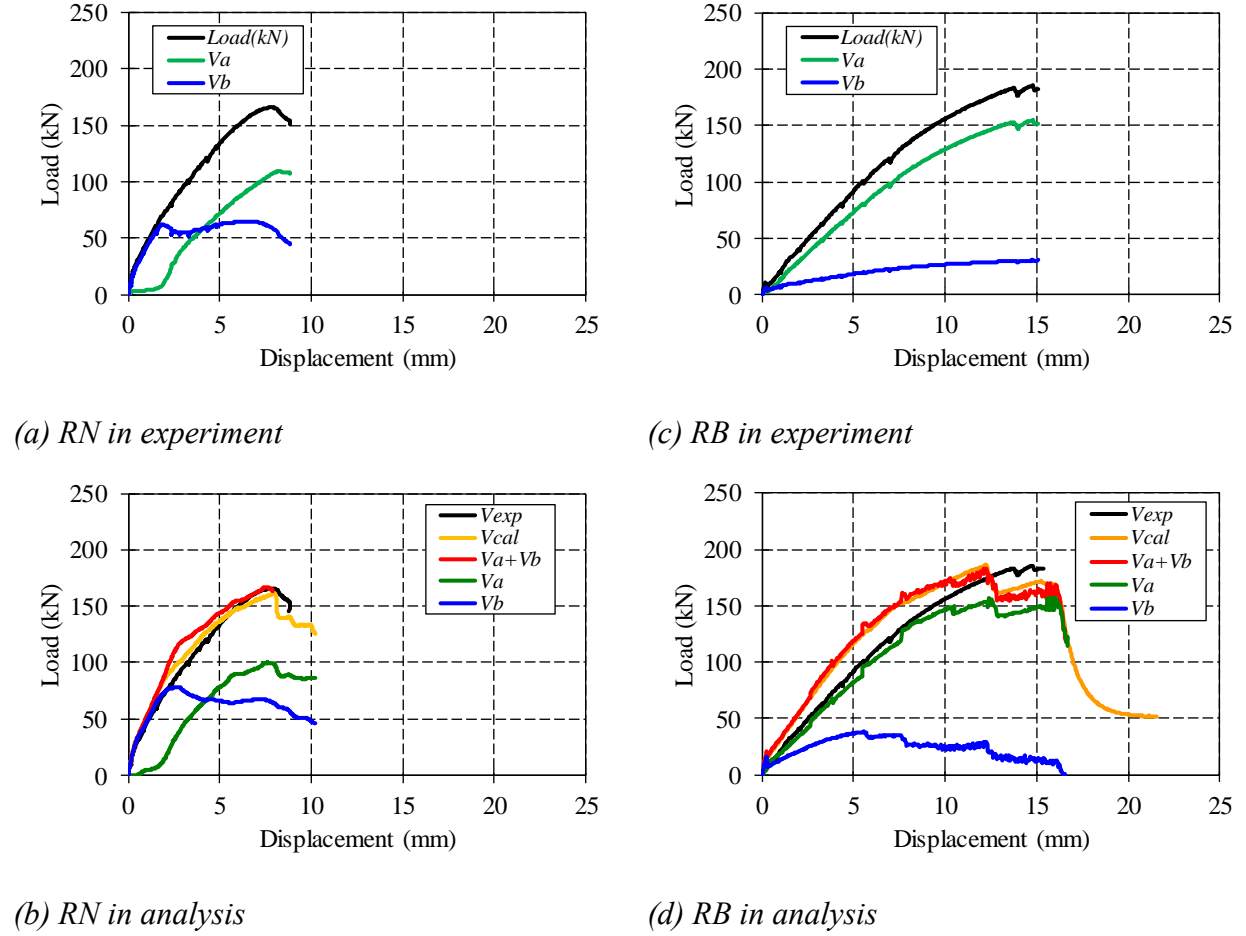 250
200
150
100
50
0
Load (kN)
Load(kN)
Va
Vb
0 5 10 15 20 25
Displacement (mm)
(a) RN in experiment
250
200
150
100
50
0
Load (kN)
Load(kN)
Va
Vb
0 5 10 15 20 25
Displacement (mm)
(c) RB in experiment
250
200
150
100
50
0
Load (kN)
Vexp
Vcal
Va+Vb
Va
Vb
0 5 10 15 20 25
Displacement (mm)
(b) RN in analysis
250
200
150
100
50
0
Load (kN)
Vexp
Vcal
Va+Vb
Va
Vb
0 5 10 15 20 25
Displacement (mm)
(d) RB in analysis